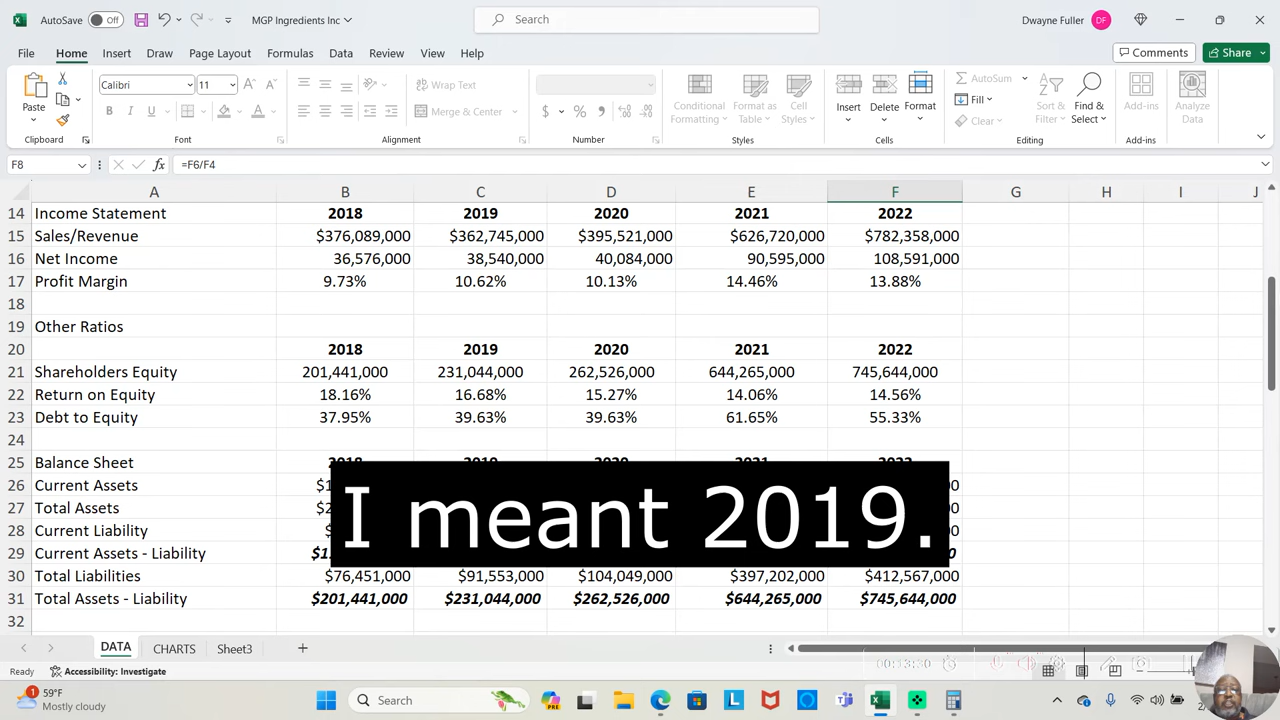 AutoSave Off MGP Ingredients Inc Search Dwayne Fuller DF
File Home Insert Draw Page Layout Formulas Data Review View Help Comments Share
Paste Calibri 11 Wrap Text Merge & Center Conditional Formatting Format as Table Cell Styles Insert Delete Format AutoSum Fill Clear Sort & Filter Find & Select Add-ins Analyze Data
Clipboard Font Alignment Number Styles Cells Editing Add-ins
F8 fx =F6/F4
A B C D E F G H I J
14 Income Statement 2018 2019 2020 2021 2022
15 Sales/Revenue $376,089,000 $362,745,000 $395,521,000 $626,720,000 $782,358,000
16 Net Income 36,576,000 38,540,000 40,084,000 90,595,000 108,591,000
17 Profit Margin 9.73% 10.62% 10.13% 14.46% 13.88%
18
19 Other Ratios
20 2018 2019 2020 2021 2022
21 Shareholders Equity 201,441,000 231,044,000 262,526,000 644,265,000 745,644,000
22 Return on Equity 18.16% 16.68% 15.27% 14.06% 14.56%
23 Debt to Equity 37.95% 39.63% 39.63% 61.65% 55.33%
24
25 Balance Sheet
26 Current Assets
27 Total Assets
28 Current Liability
29 Current Assets - Liability
I meant 2019.
30 Total Liabilities $76,451,000 $91,553,000 $104,049,000 $397,202,000 $412,567,000
31 Total Assets - Liability $201,441,000 $231,044,000 $262,526,000 $644,265,000 $745,644,000
32
DATA CHARTS Sheet3
Ready Accessibility: Investigate 00:13:30
1 59°F Mostly cloudy Search